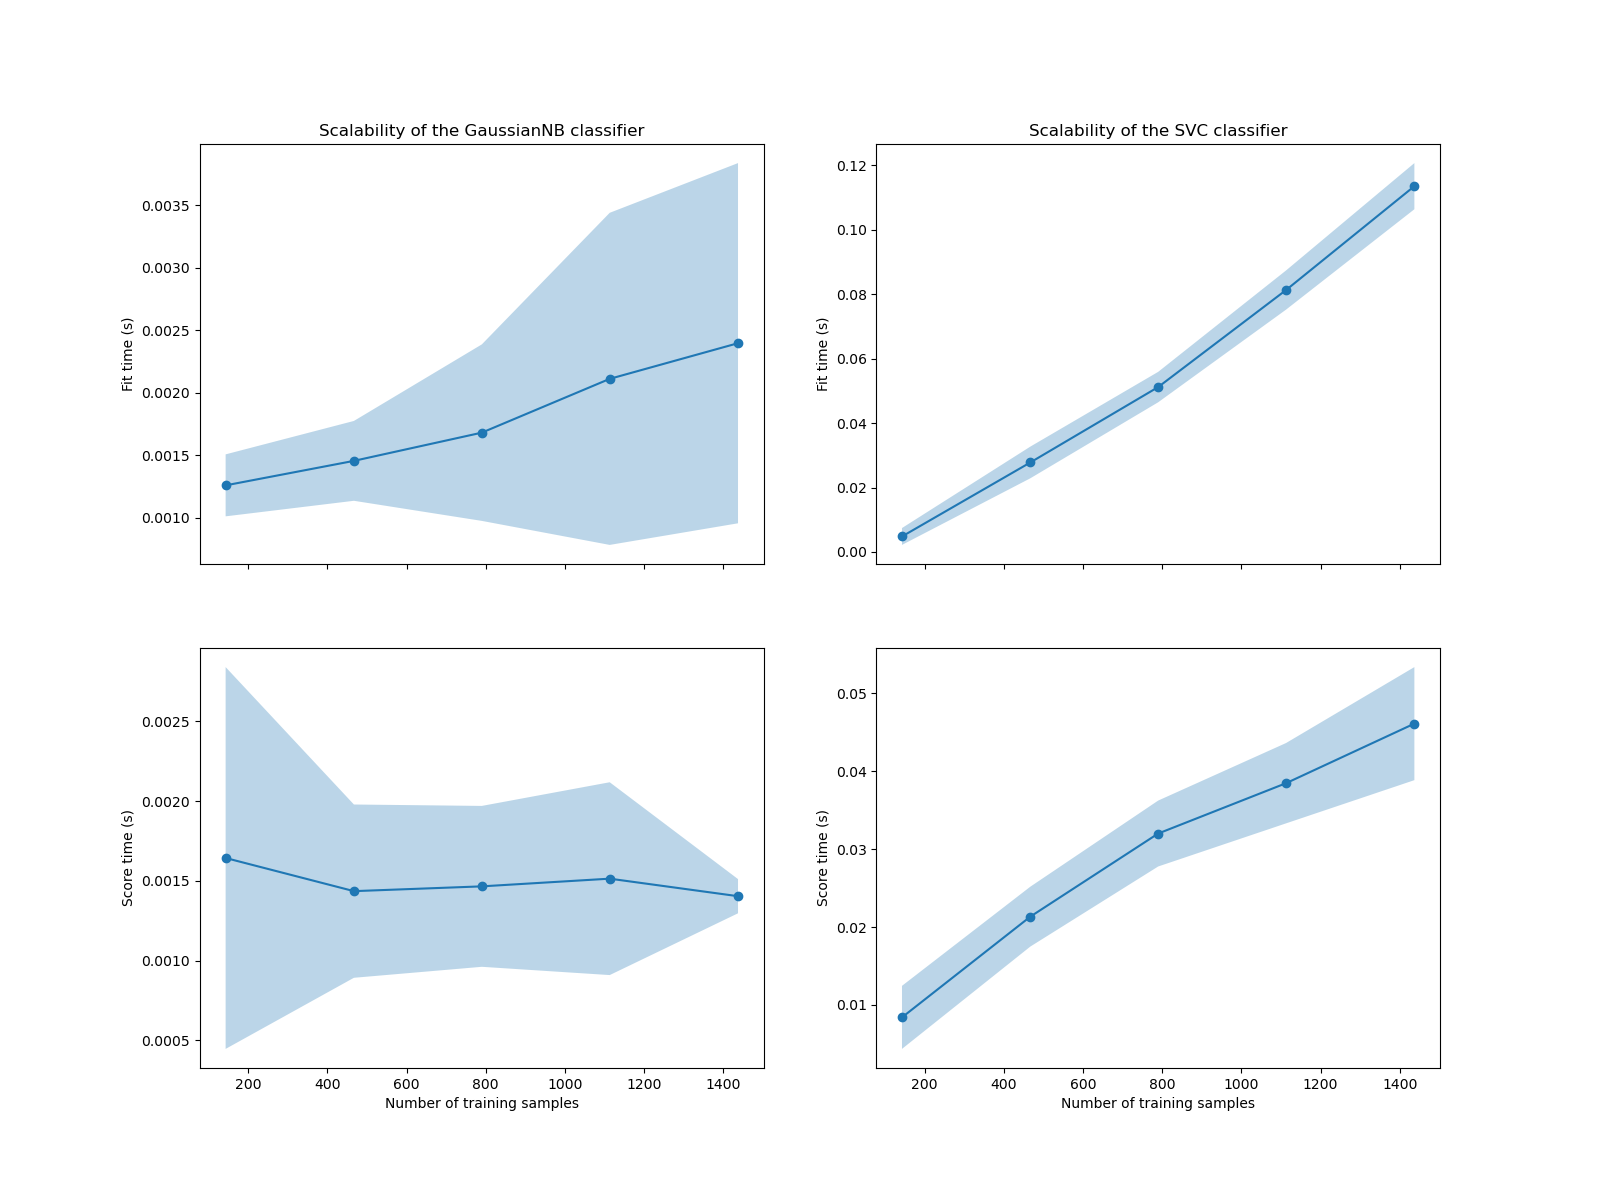 Scalability of the GaussianNB classifier
Fit time (s)
0.0035
0.0030
0.0025
0.0020
0.0015
0.0010
Scalability of the SVC classifier
Fit time (s)
0.12
0.10
0.08
0.06
0.04
0.02
0.00
Score time (s)
0.0025
0.0020
0.0015
0.0010
0.0005
200 400 600 800 1000 1200 1400
Number of training samples
Score time (s)
0.05
0.04
0.03
0.02
0.01
200 400 600 800 1000 1200 1400
Number of training samples